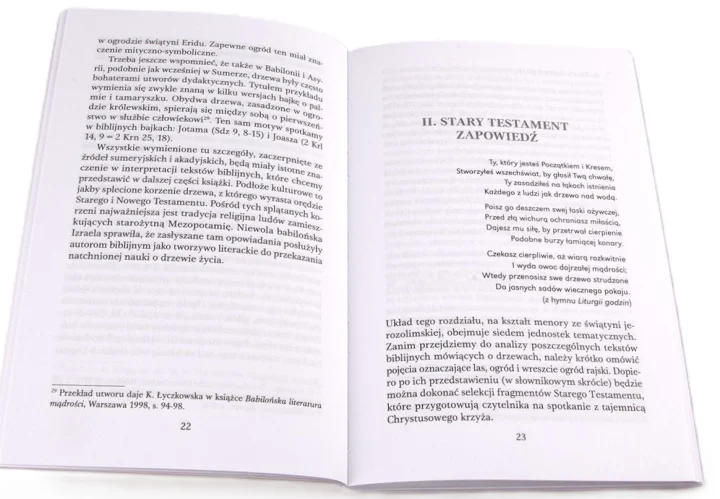 w ogrodzie świątyni Eridu. Zapewne ogród ten miał zna-
czenie mityczno-symboliczne.
Trzeba jeszcze wspomnieć, że także w Babilonii i Asy-
rii, podobnie jak wcześniej w Sumerze, drzewa były często
bohaterami utworów dydaktycznych. Tytułem przykładu
wymienia się zwykle znaną w kilku wersjach bajkę o pal-
mie i tamaryszku. Obydwa drzewa, zasadzone w ogro-
dzie królewskim, spierają się między sobą o pierwszeń-
stwo w służbie człowiekowi²⁹. Ten sam motyw spotkamy
w biblijnych bajkach: Jotama (Sdz 9, 8-15) i Joasza (2 Krl
14, 9 = 2 Krn 25, 18).
Wszystkie wymienione tu szczegóły, zaczerpnięte ze
źródeł sumeryjskich i akadyjskich, będą miały istotne zna-
czenie w interpretacji tekstów biblijnych, które chcemy
przedstawić w dalszej części książki. Podłoże kulturowe to
jakby splecione korzenie drzewa, z którego wyrasta orędzie
Starego i Nowego Testamentu. Pośród tych splątanych ko-
rzeni najważniejsza jest tradycja religijna ludów zamiesz-
kujących starożytną Mezopotamię. Niewola babilońska
Izraela sprawiła, że zasłyszane tam opowiadania posłużyły
autorom biblijnym jako tworzywo literackie do przekazania
natchnionej nauki o drzewie życia.
²⁹ Przekład utworu daje K. Łyczkowska w książce Babilońska literatura
mądrości, Warszawa 1998, s. 94-98.
22
II. STARY TESTAMENT
ZAPOWIEDŹ
Ty, który jesteś Początkiem i Kresem,
Stworzyłeś wszechświat, by głosił Twą chwałę,
Ty zasadziłeś na łąkach istnienia
Każdego z ludzi jak drzewo nad wodą.
Poisz go deszczem swej łaski ożywczej,
Przed złą wichurą ochraniasz miłością,
Dajesz mu siłę, by przetrwał cierpienie
Podobne burzy łamiącej konary.
Czekasz cierpliwie, aż wiarą rozkwitnie
I wyda owoc dojrzałej mądrości;
Wtedy przenosisz swe drzewo strudzone
Do jasnych sadów wiecznego pokoju.
(z hymnu Liturgii godzin)
Układ tego rozdziału, na kształt menory ze świątyni je-
rozolimskiej, obejmuje siedem jednostek tematycznych.
Zanim przejdziemy do analizy poszczególnych tekstów
biblijnych mówiących o drzewach, należy krótko omówić
pojęcia oznaczające las, ogród i wreszcie ogród rajski. Dopie-
ro po ich przedstawieniu (w słownikowym skrócie) będzie
można dokonać selekcji fragmentów Starego Testamentu,
które przygotowują czytelnika na spotkanie z tajemnicą
Chrystusowego krzyża.
23